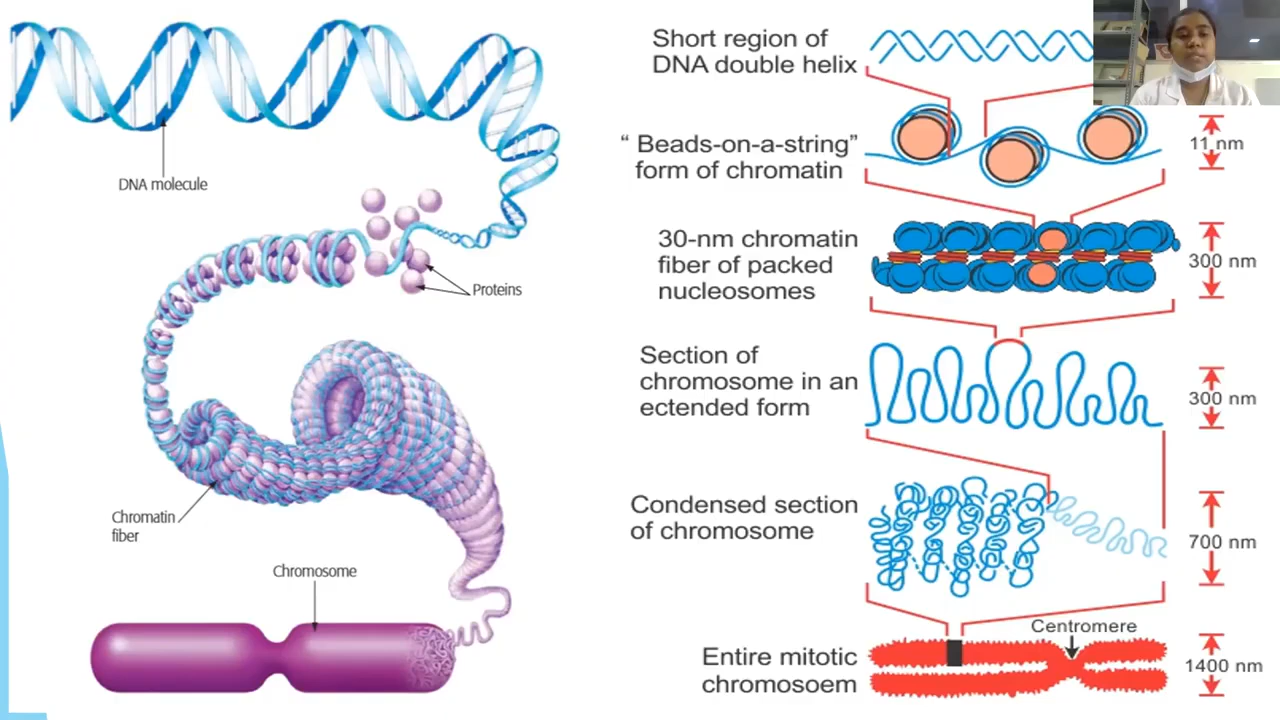 DNA molecule
Proteins
Chromatin
fiber
Chromosome
Short region of
DNA double helix
“ Beads-on-a-string”
form of chromatin
11 nm
30-nm chromatin
fiber of packed
nucleosomes
300 nm
Section of
chromosome in an
ectended form
300 nm
Condensed section
of chromosome
700 nm
Centromere
Entire mitotic
chromosoem
1400 nm